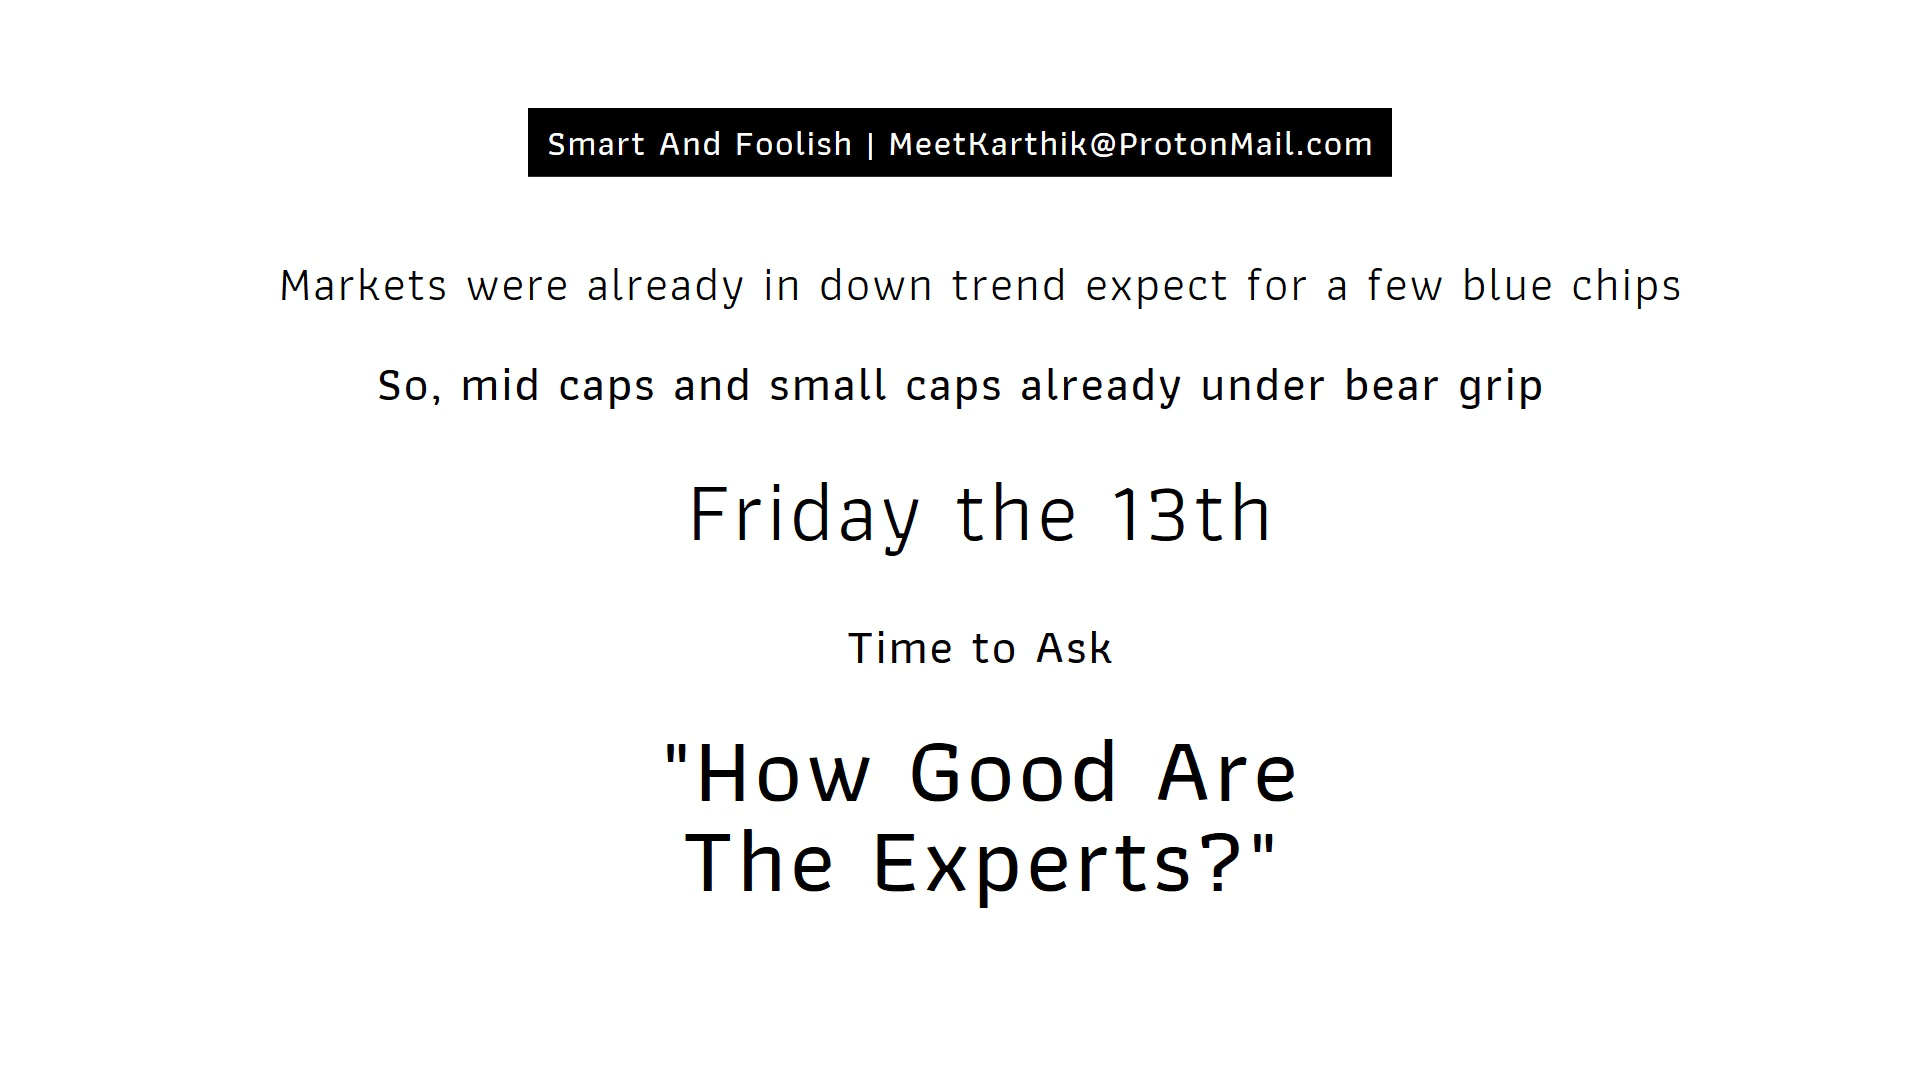 Smart And Foolish | MeetKarthik@ProtonMail.com
Markets were already in down trend expect for a few blue chips
So, mid caps and small caps already under bear grip
Friday the 13th
Time to Ask
"How Good Are
The Experts?"